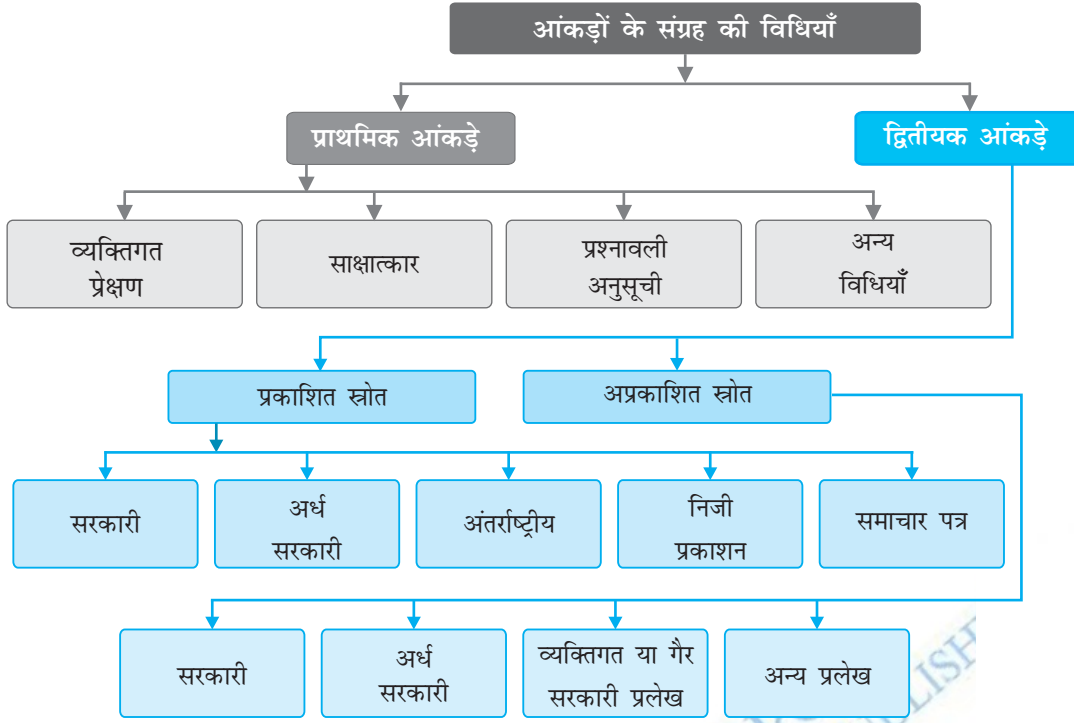 आंकड़ों के संग्रह की विधियाँ
प्राथमिक आंकड़े
द्वितीयक आंकड़े
व्यक्तिगत
प्रेक्षण
साक्षात्कार
प्रश्नावली
अनुसूची
अन्य
विधियाँ
प्रकाशित स्रोत
अप्रकाशित स्रोत
सरकारी
अर्ध
सरकारी
अंतर्राष्ट्रीय
निजी
प्रकाशन
समाचार पत्र
सरकारी
अर्ध
सरकारी
व्यक्तिगत या गैर
सरकारी प्रलेख
अन्य प्रलेख